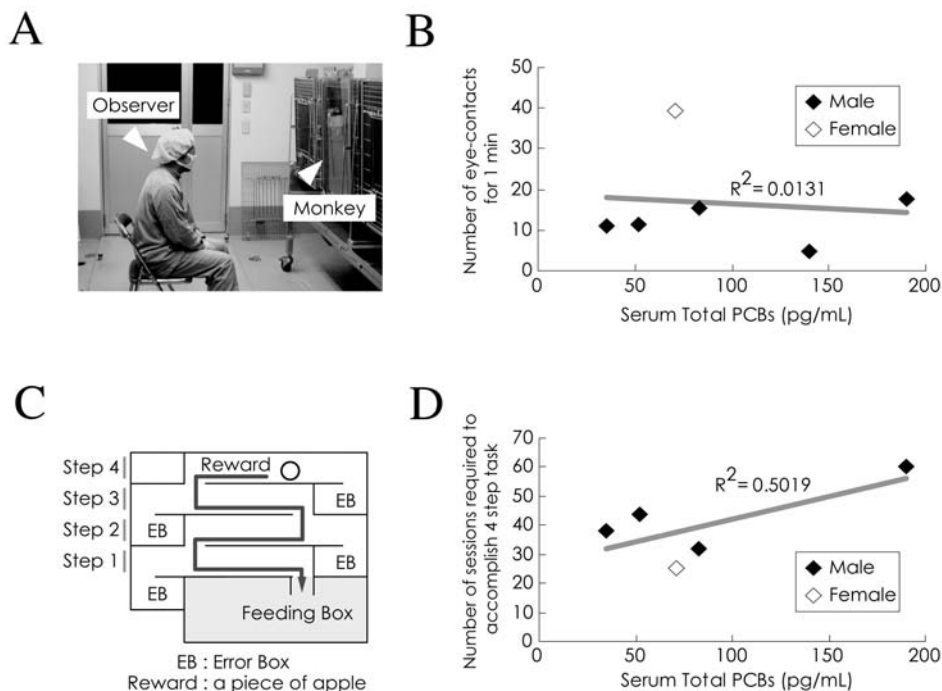 A
Observer
Monkey
B
Number of eye-contacts
for 1 min
50
40
30
20
10
0
Male
Female
R² = 0.0131
0
50
100
150
200
Serum Total PCBs (pg/mL)
C
Step 4
Step 3
Step 2
Step 1
Reward
EB
EB
EB
EB
Feeding Box
EB : Error Box
Reward : a piece of apple
D
Number of sessions required to
accomplish 4 step task
70
60
50
40
30
20
10
0
R² = 0.5019
Male
Female
0
50
100
150
200
Serum Total PCBs (pg/mL)